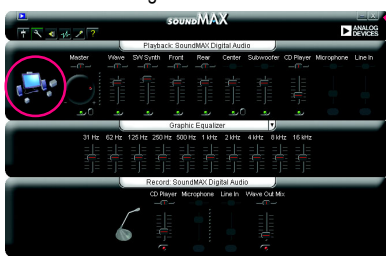 SOUNDMAX
ANALOG
DEVICES
Playback: SoundMAX Digital Audio
Master Wave SW Synth Front Rear Center Subwoofer CD Player Microphone Line In
Graphic Equalizer
31 Hz 62 Hz 125 Hz 250 Hz 500 Hz 1 kHz 2 kHz 4 kHz 8 kHz 16 kHz
Record: SoundMAX Digital Audio
CD Player Microphone Line In Wave Out Mix